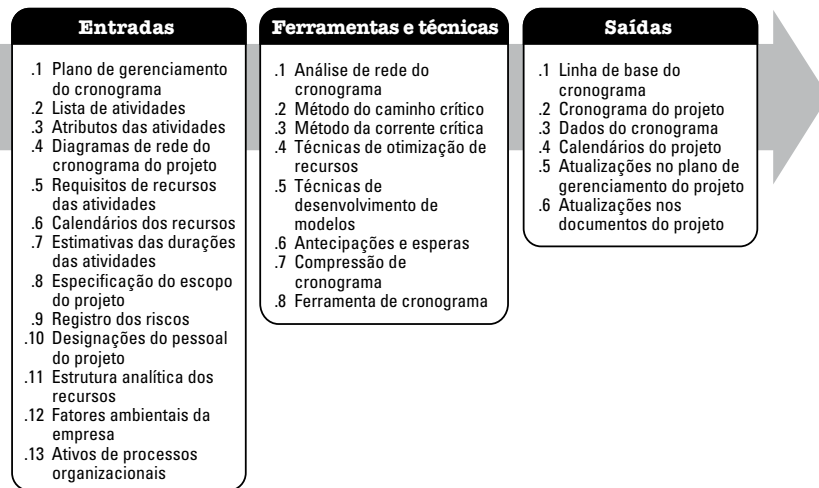 Entradas
.1 Plano de gerenciamento
do cronograma
.2 Lista de atividades
.3 Atributos das atividades
.4 Diagramas de rede do
cronograma do projeto
.5 Requisitos de recursos
das atividades
.6 Calendários dos recursos
.7 Estimativas das durações
das atividades
.8 Especificação do escopo
do projeto
.9 Registro dos riscos
.10 Designações do pessoal
do projeto
.11 Estrutura analítica dos
recursos
.12 Fatores ambientais da
empresa
.13 Ativos de processos
organizacionais
Ferramentas e técnicas
.1 Análise de rede do
cronograma
.2 Método do caminho crítico
.3 Método da corrente crítica
.4 Técnicas de otimização de
recursos
.5 Técnicas de
desenvolvimento de
modelos
.6 Antecipações e esperas
.7 Compressão de
cronograma
.8 Ferramenta de cronograma
Saídas
.1 Linha de base do
cronograma
.2 Cronograma do projeto
.3 Dados do cronograma
.4 Calendários do projeto
.5 Atualizações no plano de
gerenciamento do projeto
.6 Atualizações nos
documentos do projeto